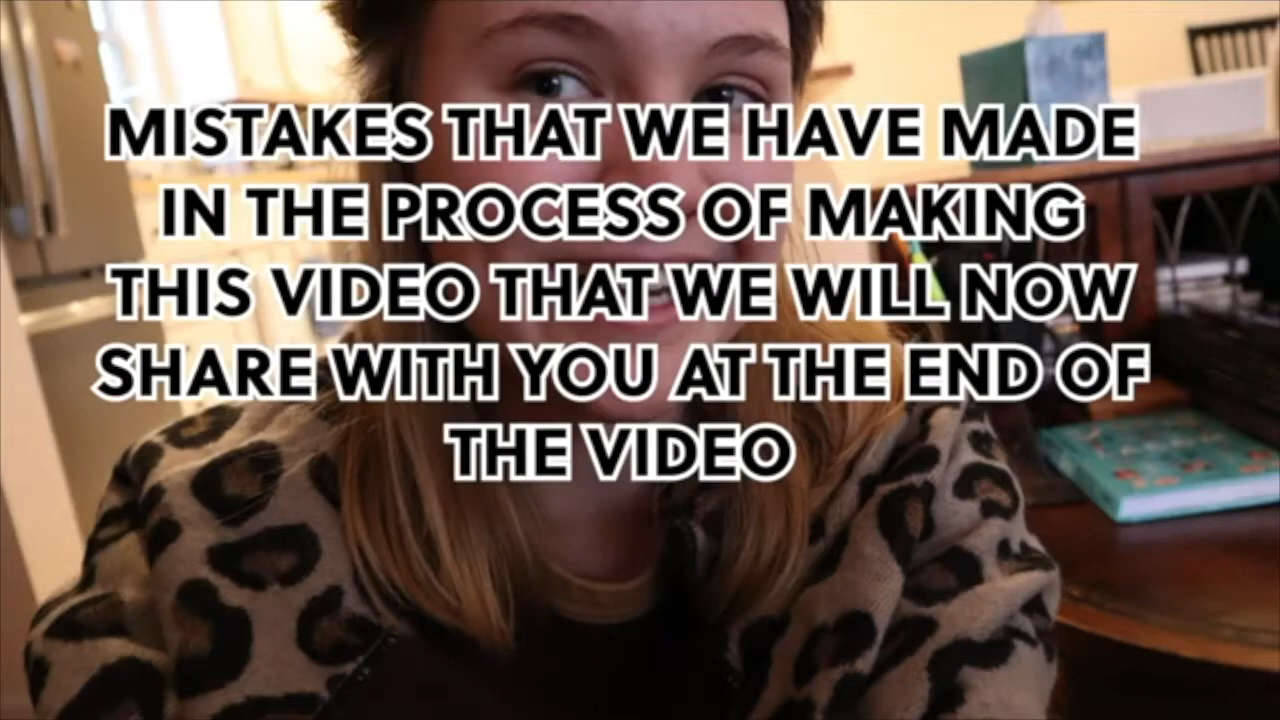 MISTAKES THAT WE HAVE MADE
IN THE PROCESS OF MAKING
THIS VIDEO THAT WE WILL NOW
SHARE WITH YOU AT THE END OF
THE VIDEO